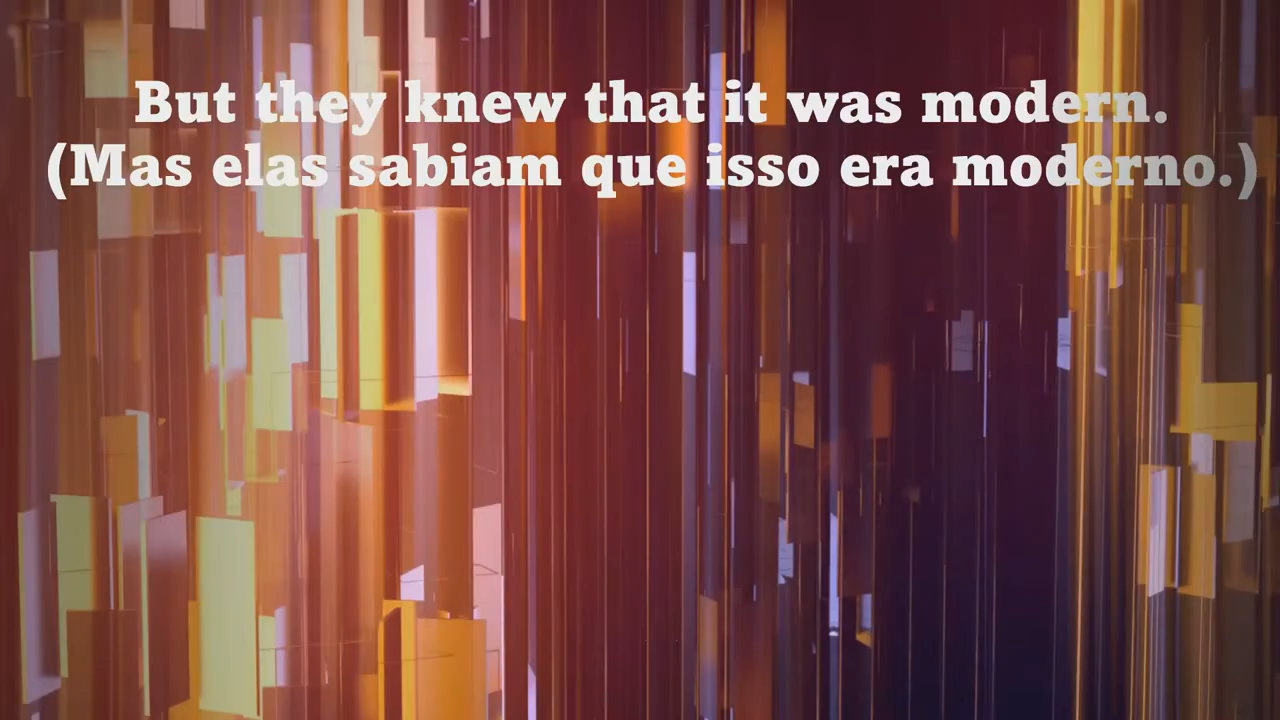 But they knew that it was modern.
(Mas elas sabiam que isso era moderno.)